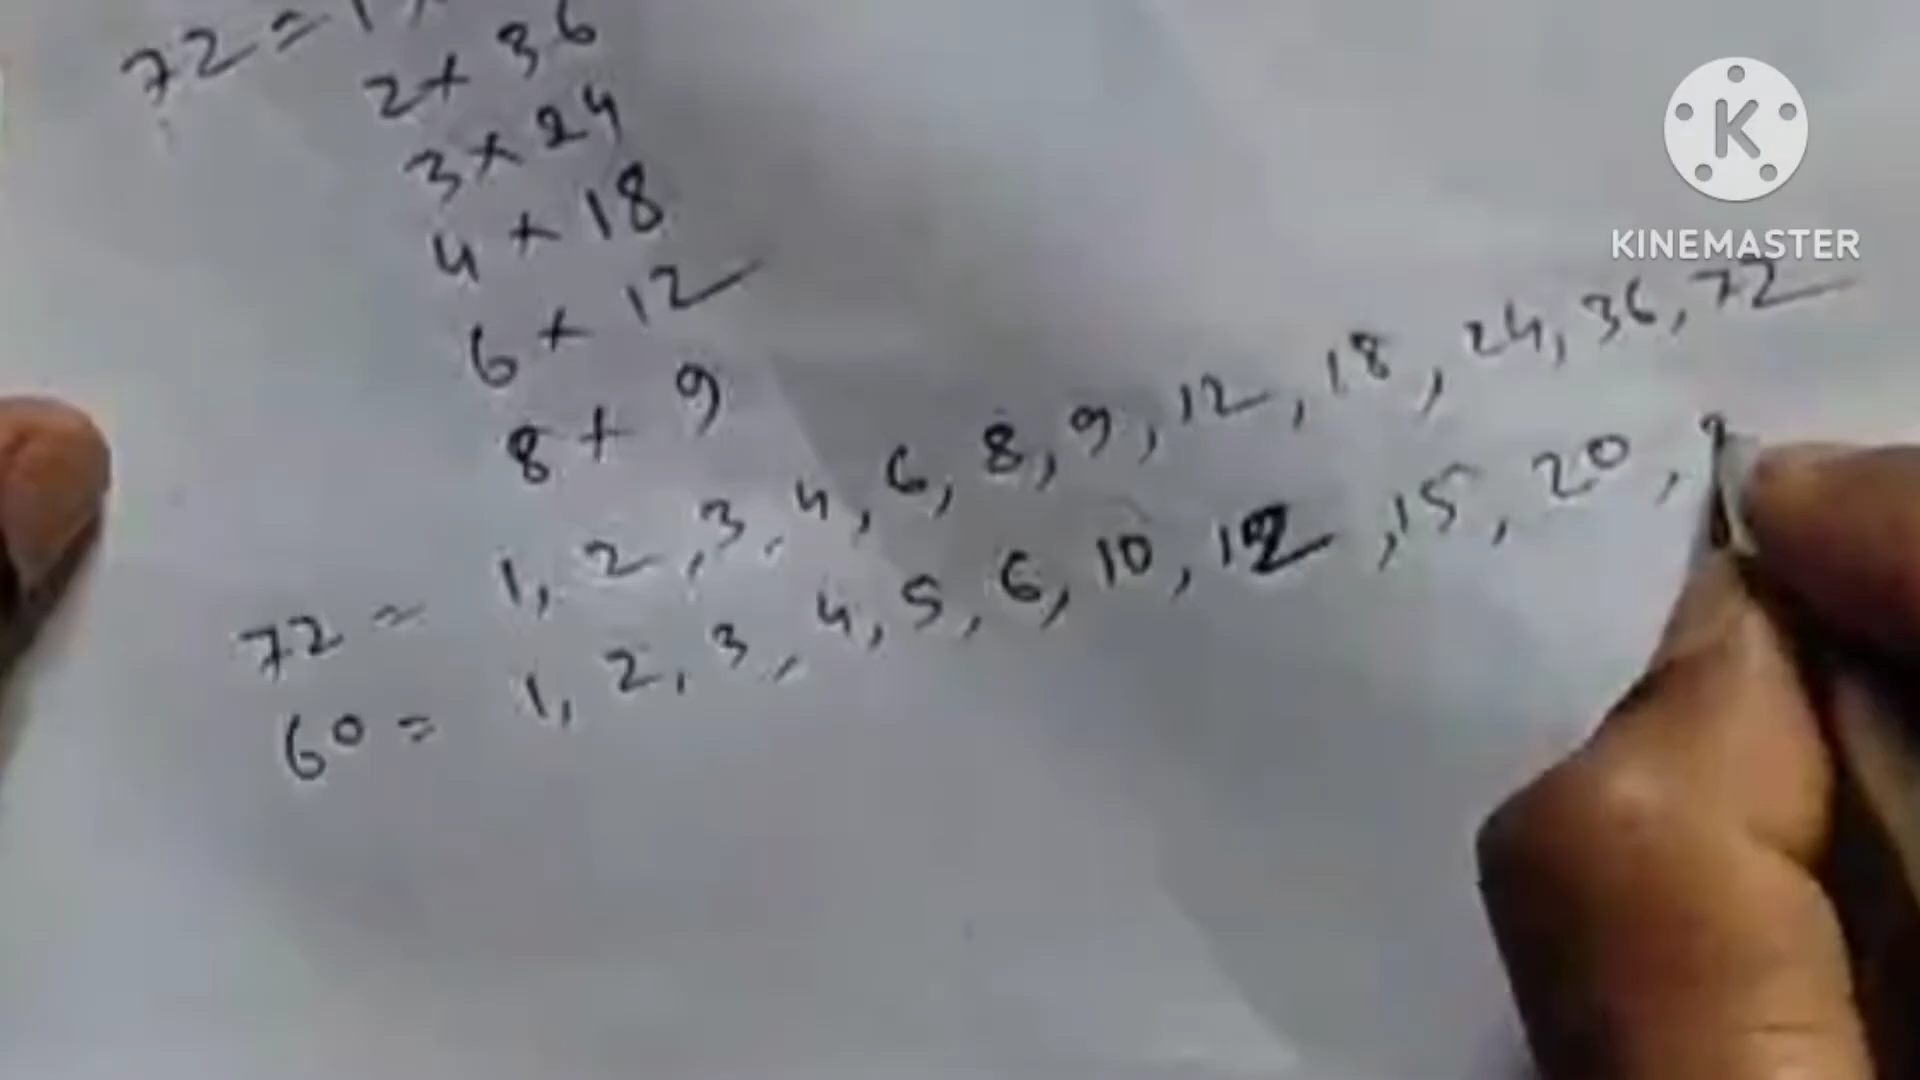 72 = 1 ×
2 × 36
3 × 24
4 × 18
6 × 12
8 × 9
72 = 1, 2, 3, 4, 6, 8, 9, 12, 18, 24, 36, 72
60 = 1, 2, 3, 4, 5, 6, 10, 12, 15, 20,
K
KINEMASTER